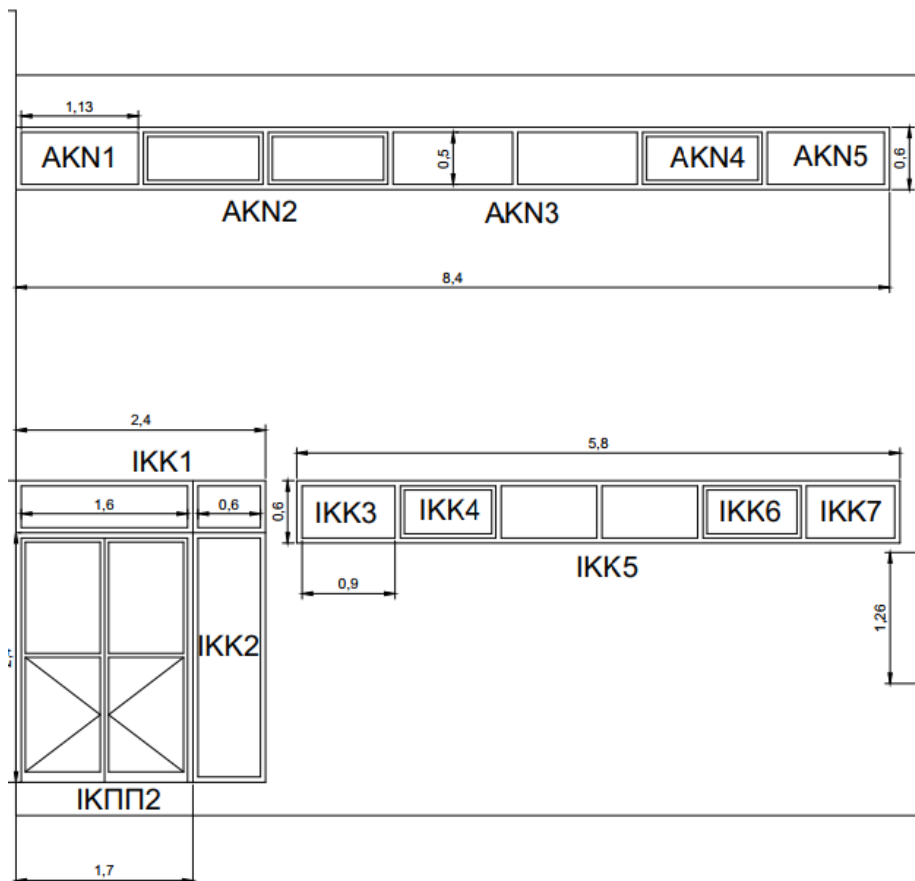 1,13
AKN1
0,5
AKN4
AKN5
0,6
AKN2
AKN3
8,4
2,4
5,8
IKK1
1,6
0,6
0,6
IKK3
IKK4
IKK6
IKK7
IKK5
0,9
1,26
IKK2
ΙΚΠΠ2
1,7